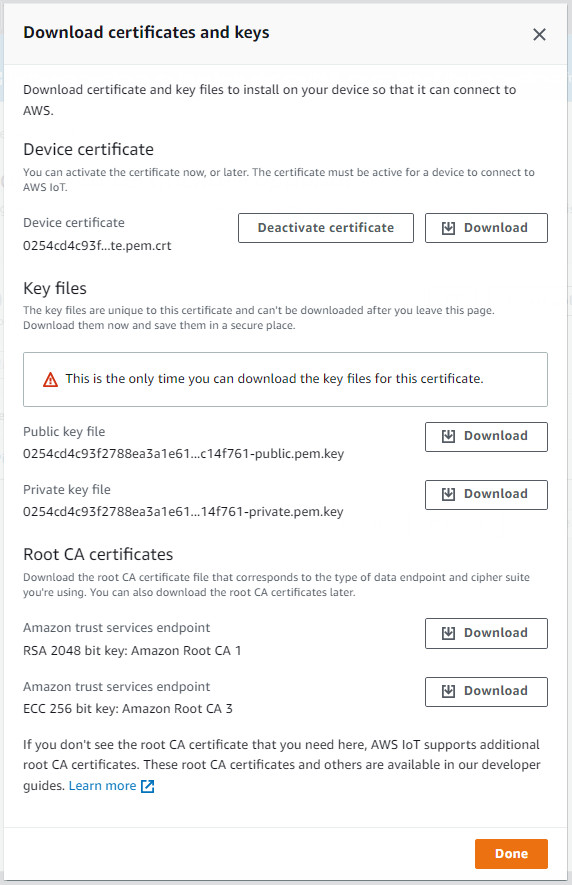 Download certificates and keys
Download certificate and key files to install on your device so that it can connect to
AWS.
Device certificate
You can activate the certificate now, or later. The certificate must be active for a device to connect to
AWS IoT.
Device certificate
0254cd4c93f...te.pem.crt
Deactivate certificate
Download
Key files
The key files are unique to this certificate and can't be downloaded after you leave this page.
Download them now and save them in a secure place.
This is the only time you can download the key files for this certificate.
Public key file
0254cd4c93f2788ea3a1e61...c14f761-public.pem.key
Download
Private key file
0254cd4c93f2788ea3a1e61...14f761-private.pem.key
Download
Root CA certificates
Download the root CA certificate file that corresponds to the type of data endpoint and cipher suite
you're using. You can also download the root CA certificates later.
Amazon trust services endpoint
RSA 2048 bit key: Amazon Root CA 1
Download
Amazon trust services endpoint
ECC 256 bit key: Amazon Root CA 3
Download
If you don't see the root CA certificate that you need here, AWS IoT supports additional
root CA certificates. These root CA certificates and others are available in our developer
guides. Learn more
Done